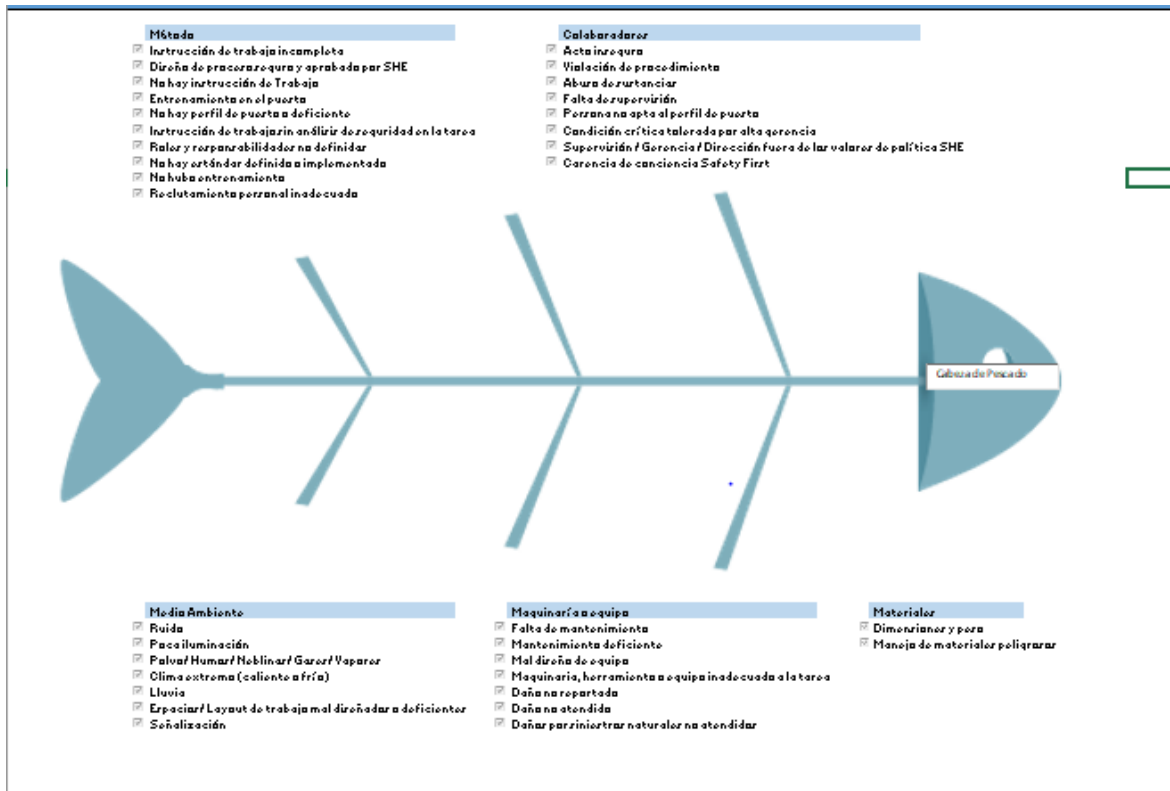 Método
Instrucción de trabajo incompleta
Diseño de proceso seguro y aprobado por SHE
No hay instrucción de Trabajo
Entrenamiento en el puesto
No hay perfil de puesto o deficiente
Instrucción de trabajo sin análisis de seguridad en la tarea
Roles y responsabilidades no definidas
No hay estándar definido o implementado
No hubo entrenamiento
Reclutamiento personal inadecuado
Colaboradores
Acto inseguro
Violación de procedimiento
Abuso de sustancias
Falta de supervisión
Persona no apta al perfil de puesto
Condición crítica tolerada por alta gerencia
Supervisión / Gerencia / Dirección fuera de los valores de política SHE
Carencia de conciencia Safety First
Cabeza de Pescado
Medio Ambiente
Ruido
Poca iluminación
Polvo/ Humos/ Neblinas/ Gases/ Vapores
Clima extremo (caliente o frío)
Lluvia
Espacios/ Layout de trabajo mal diseñados o deficientes
Señalización
Maquinaría o equipo
Falta de mantenimiento
Mantenimiento deficiente
Mal diseño de equipo
Maquinaria, herramienta o equipo inadecuado a la tarea
Daño no reportado
Daño no atendido
Daños por siniestros naturales no atendidos
Materiales
Dimensiones y peso
Manejo de materiales peligrosos